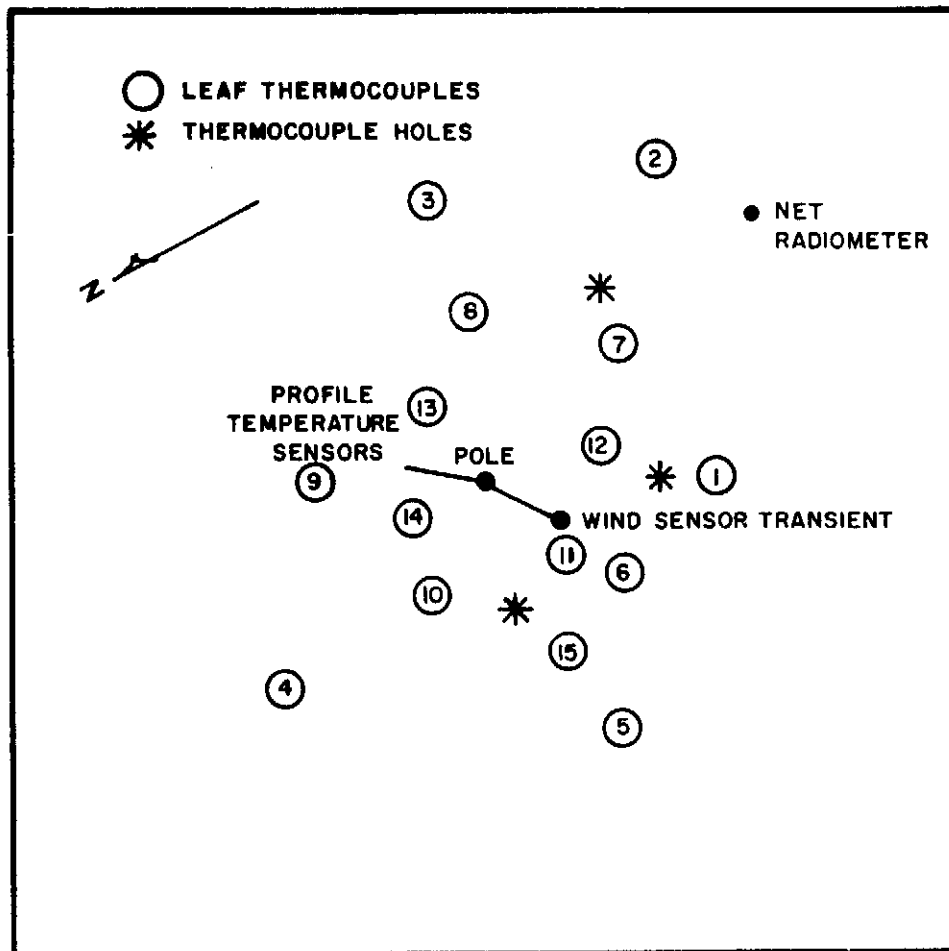 LEAF THERMOCOUPLES
THERMOCOUPLE HOLES
2
3
NET
RADIOMETER
N
8
7
PROFILE
TEMPERATURE
SENSORS
13
12
POLE
1
9
14
WIND SENSOR TRANSIENT
11
6
10
15
4
5